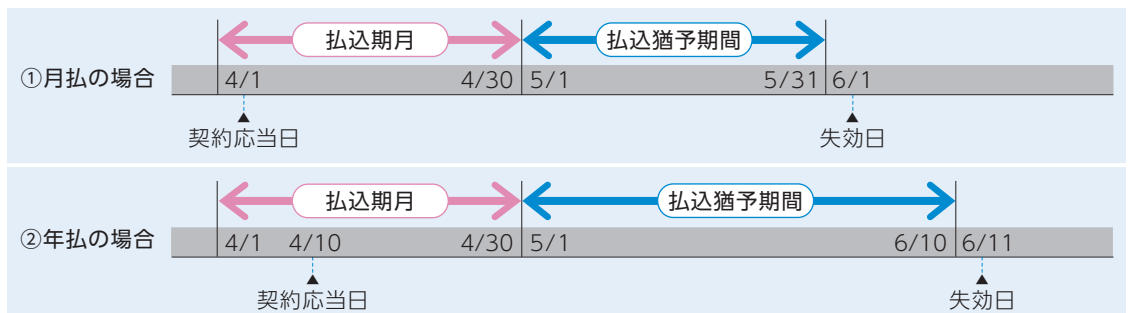 払込期月 払込猶予期間
①月払の場合 4/1 4/30 5/1 5/31 6/1
契約応当日 失効日
払込期月 払込猶予期間
②年払の場合 4/1 4/10 4/30 5/1 6/10 6/11
契約応当日 失効日